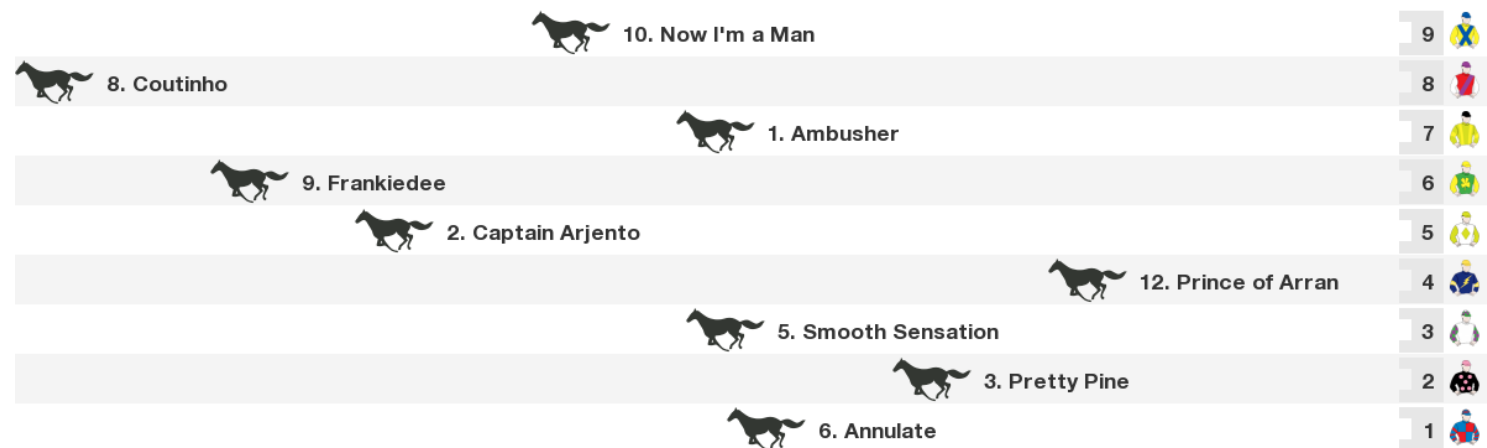 10. Now I'm a Man 9
8. Coutinho 8
1. Ambusher 7
9. Frankiedee 6
2. Captain Arjento 5
12. Prince of Arran 4
5. Smooth Sensation 3
3. Pretty Pine 2
6. Annulate 1